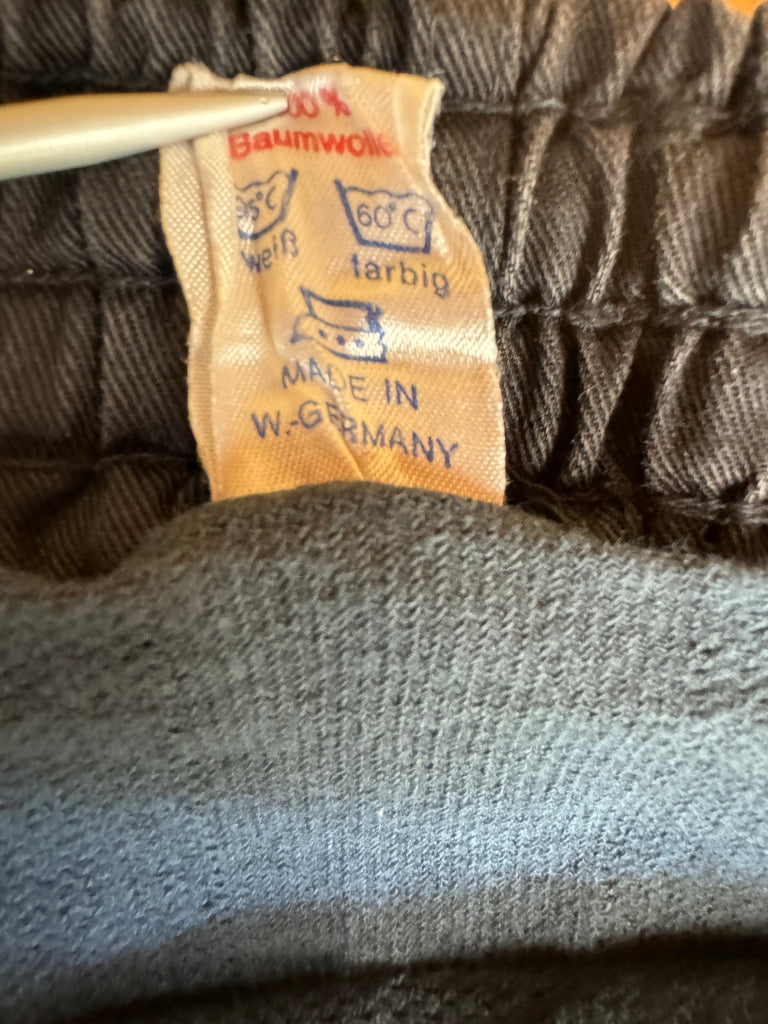 00%
Baumwolle
95°C 60°C
weiß farbig
MADE IN
W.-GERMANY